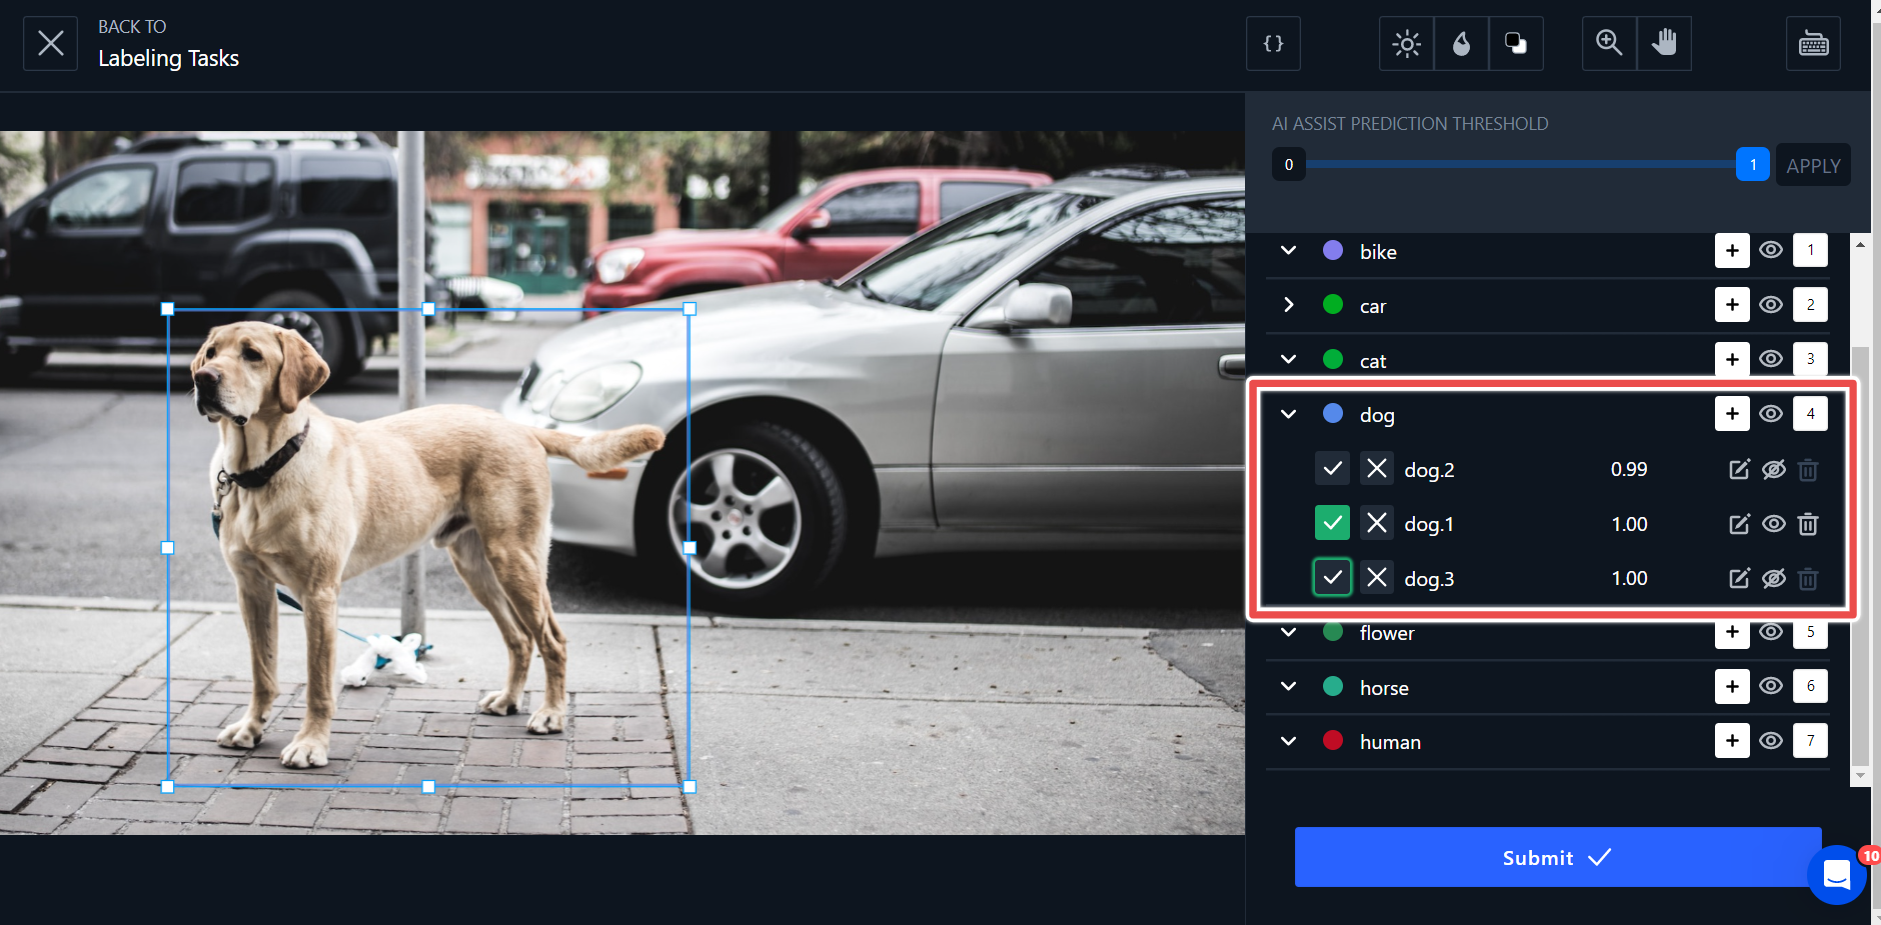 BACK TO
Labeling Tasks
{}
AI ASSIST PREDICTION THRESHOLD
0
1
APPLY
bike
+
1
car
+
2
cat
+
3
dog
+
4
dog.2
0.99
dog.1
1.00
dog.3
1.00
flower
+
5
horse
+
6
human
+
7
Submit
10